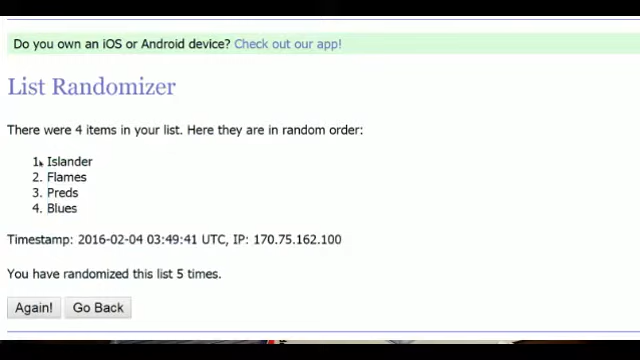 Do you own an iOS or Android device? Check out our app!
List Randomizer
There were 4 items in your list. Here they are in random order:
1. Islander
2. Flames
3. Preds
4. Blues
Timestamp: 2016-02-04 03:49:41 UTC, IP: 170.75.162.100
You have randomized this list 5 times.
Again! Go Back